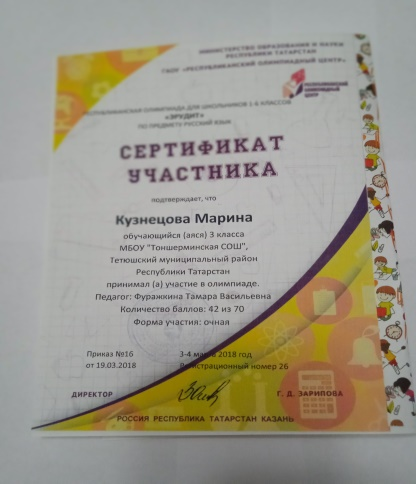 МИНИСТЕРСТВО ОБРАЗОВАНИЯ И НАУКИ
РЕСПУБЛИКИ ТАТАРСТАН
ГАОУ «РЕСПУБЛИКАНСКИЙ ОЛИМПИАДНЫЙ ЦЕНТР»
РЕСПУБЛИКАНСКИЙ
ОЛИМПИАДНЫЙ
ЦЕНТР
РЕСПУБЛИКАНСКАЯ ОЛИМПИАДА ДЛЯ ШКОЛЬНИКОВ 1-6 КЛАССОВ
«ЭРУДИТ»
ПО ПРЕДМЕТУ РУССКИЙ ЯЗЫК
СЕРТИФИКАТ
УЧАСТНИКА
подтверждает, что
Кузнецова Марина
обучающийся (аяся) 3 класса
МБОУ "Тоншерминская СОШ",
Тетюшский муниципальный район
Республики Татарстан
принимал (а) участие в олимпиаде.
Педагог: Фуражкина Тамара Васильевна
Количество баллов: 42 из 70
Форма участия: очная
Приказ №16
от 19.03.2018
3-4 марта 2018 год
Регистрационный номер 26
ДИРЕКТОР
Г. Д. ЗАРИПОВА
РОССИЯ РЕСПУБЛИКА ТАТАРСТАН КАЗАНЬ